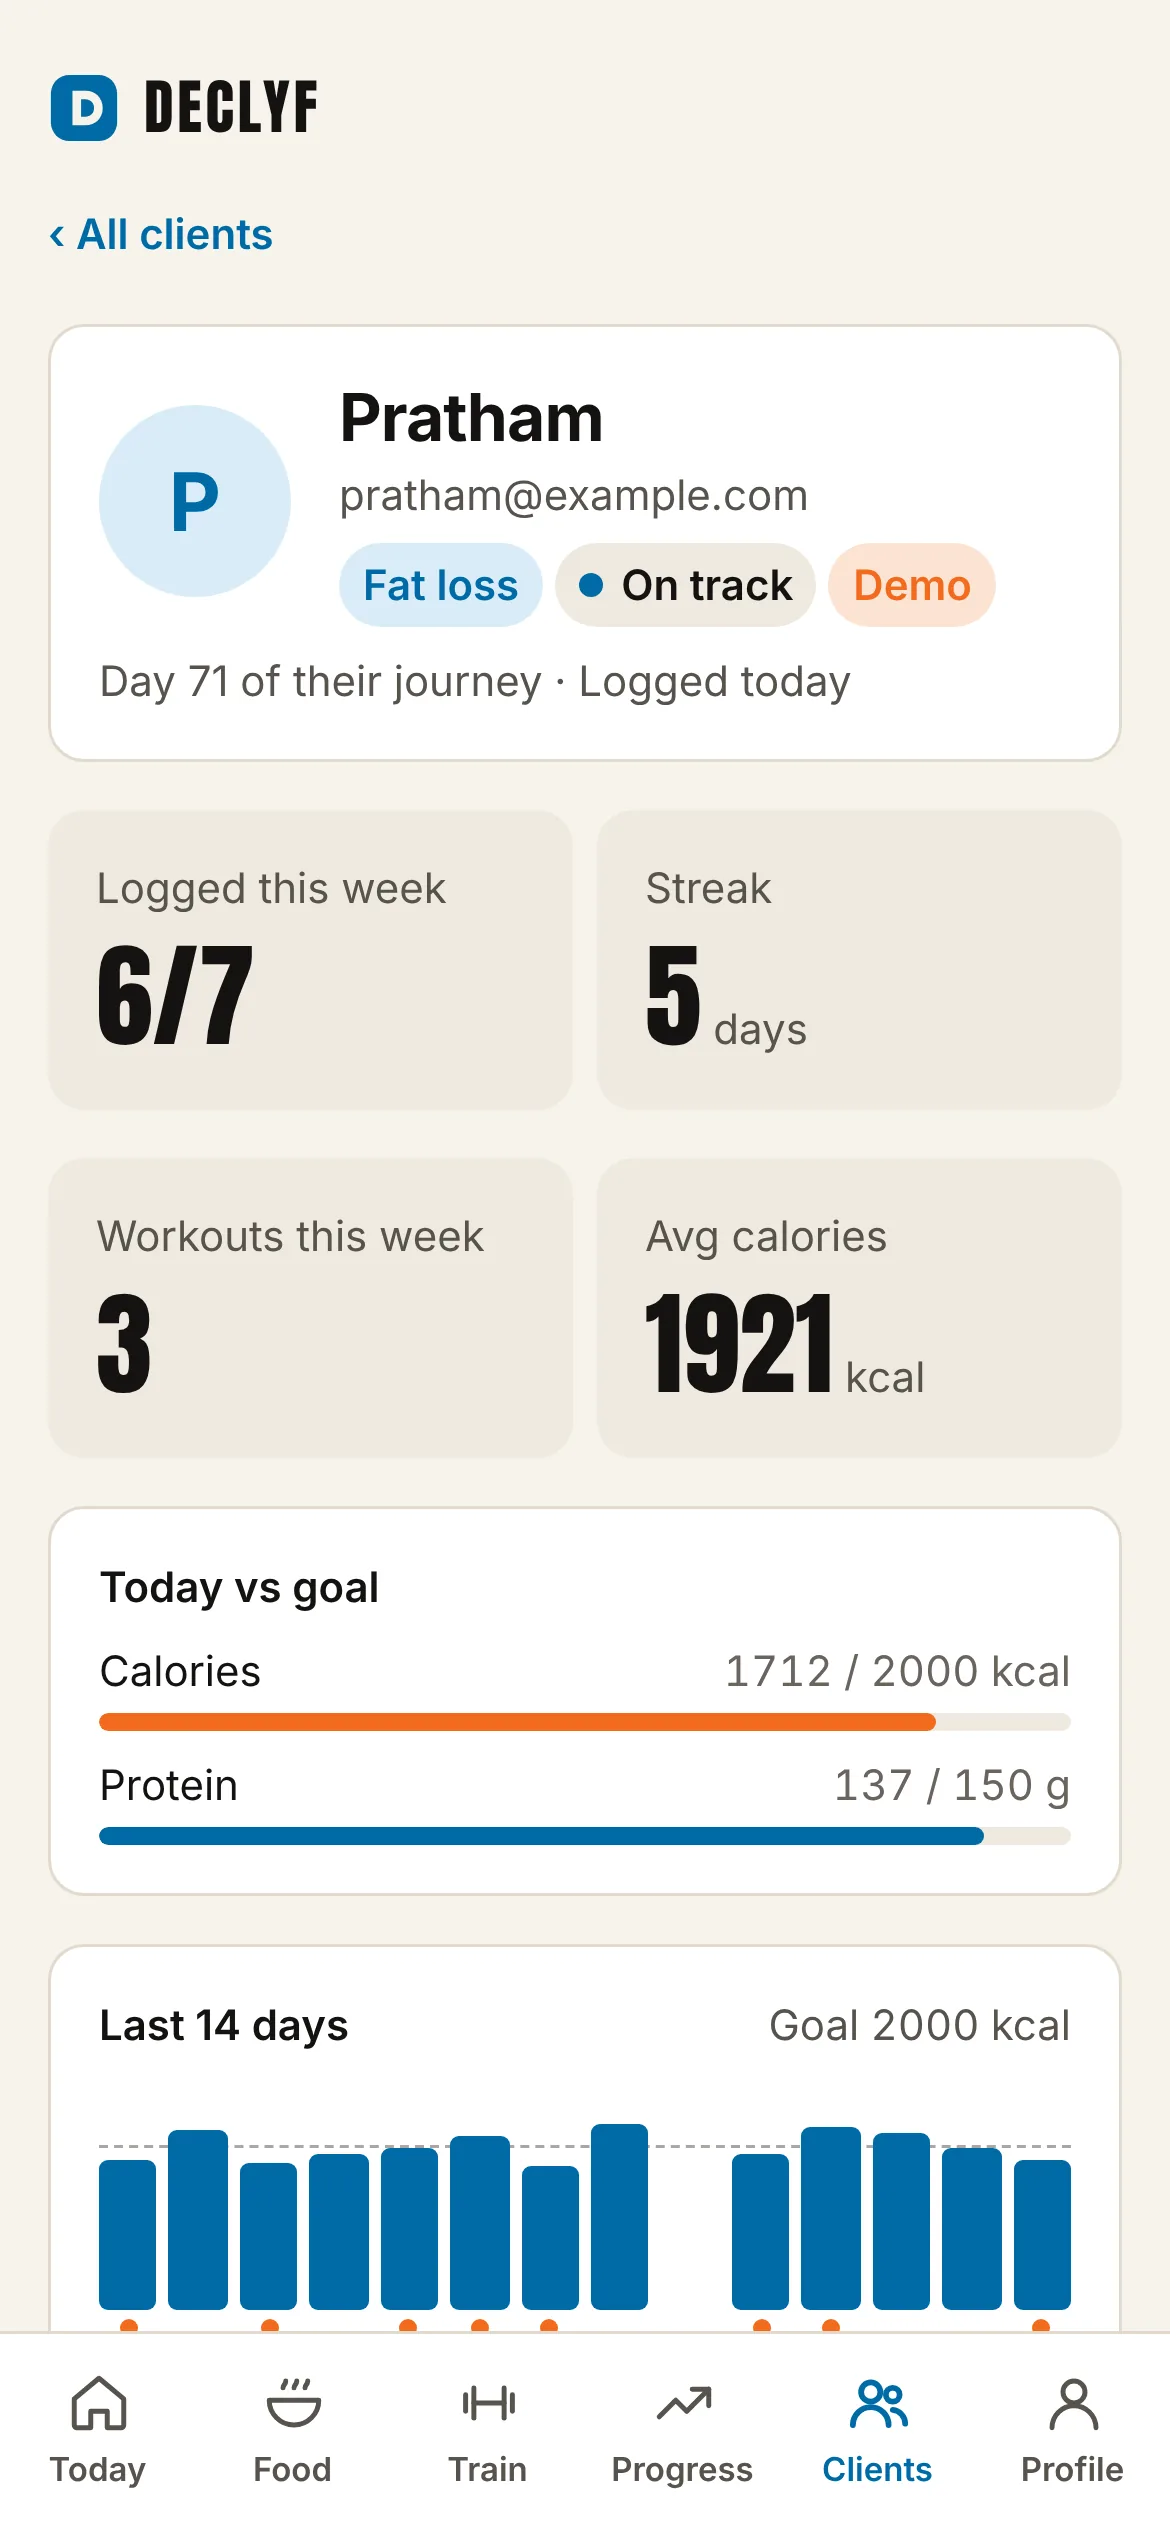 D DECLYF
‹ All clients
P
Pratham
pratham@example.com
Fat loss
On track
Demo
Day 71 of their journey · Logged today
Logged this week
6/7
Streak
5 days
Workouts this week
3
Avg calories
1921 kcal
Today vs goal
Calories 1712 / 2000 kcal
Protein 137 / 150 g
Last 14 days Goal 2000 kcal
Today Food Train Progress Clients Profile